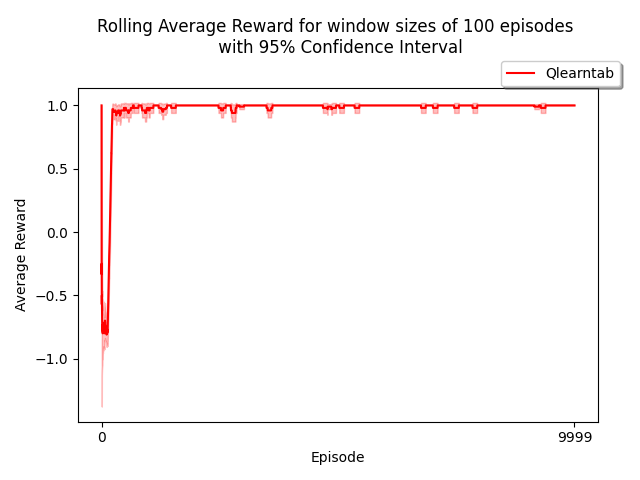 Rolling Average Reward for window sizes of 100 episodes
with 95% Confidence Interval
Qlearntab
1.0
0.5
0.0
−0.5
−1.0
Average Reward
0
9999
Episode